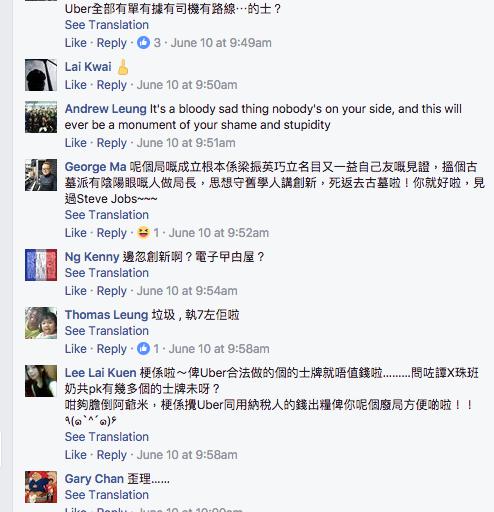 Uber全部有單有據有司機有路線⋯的士？
See Translation
Like · Reply · 3 · June 10 at 9:49am
Lai Kwai 🖕
Like · Reply · June 10 at 9:50am
Andrew Leung It's a bloody sad thing nobody's on your side, and this will
ever be a monument of your shame and stupidity
Like · Reply · June 10 at 9:51am
George Ma 呢個局嘅成立根本係梁振英巧立名目又一益自己友嘅見證，搵個古
墓派有陰陽眼嘅人做局長，思想守舊學人講創新，死返去古墓啦！你就好啦，見
過Steve Jobs~~~
See Translation
Like · Reply · 😆 1 · June 10 at 9:52am
Ng Kenny 邊忽創新啊？電子曱甴屋？
See Translation
Like · Reply · June 10 at 9:54am
Thomas Leung 垃圾 , 執7左佢啦
See Translation
Like · Reply · 1 · June 10 at 9:58am
Lee Lai Kuen 梗係啦～俾Uber合法做的個的士牌就唔值錢啦.........問咗譚X珠班
奶共pk有幾多個的士牌未呀？
咁夠膽倒阿爺米，梗係攪Uber同用納稅人的錢出糧俾你呢個廢局方便啲啦！！
٩(๑`^´๑)۶
See Translation
Like · Reply · June 10 at 9:58am
Gary Chan 歪理......
See Translation
Like · Reply · June 10 at 10:00am